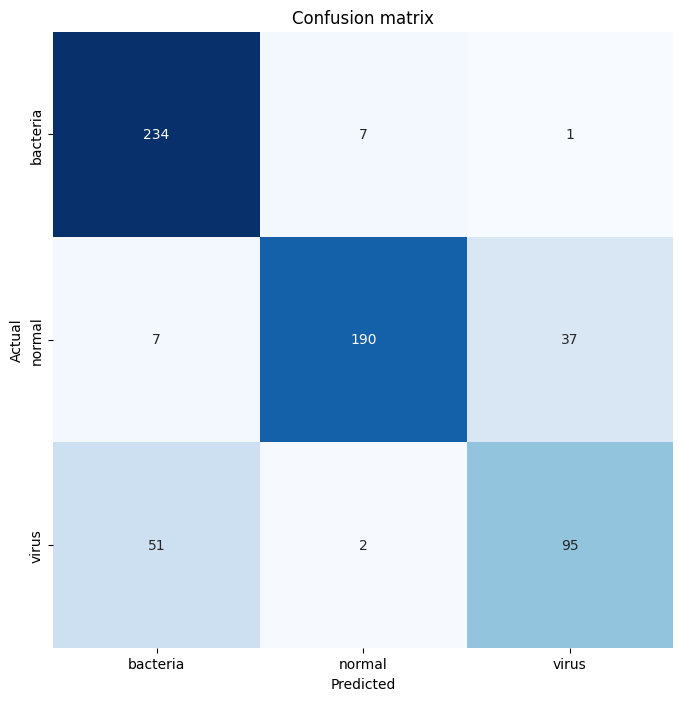 Confusion matrix
bacteria
234
7
1
Actual
normal
7
190
37
virus
51
2
95
bacteria
normal
virus
Predicted